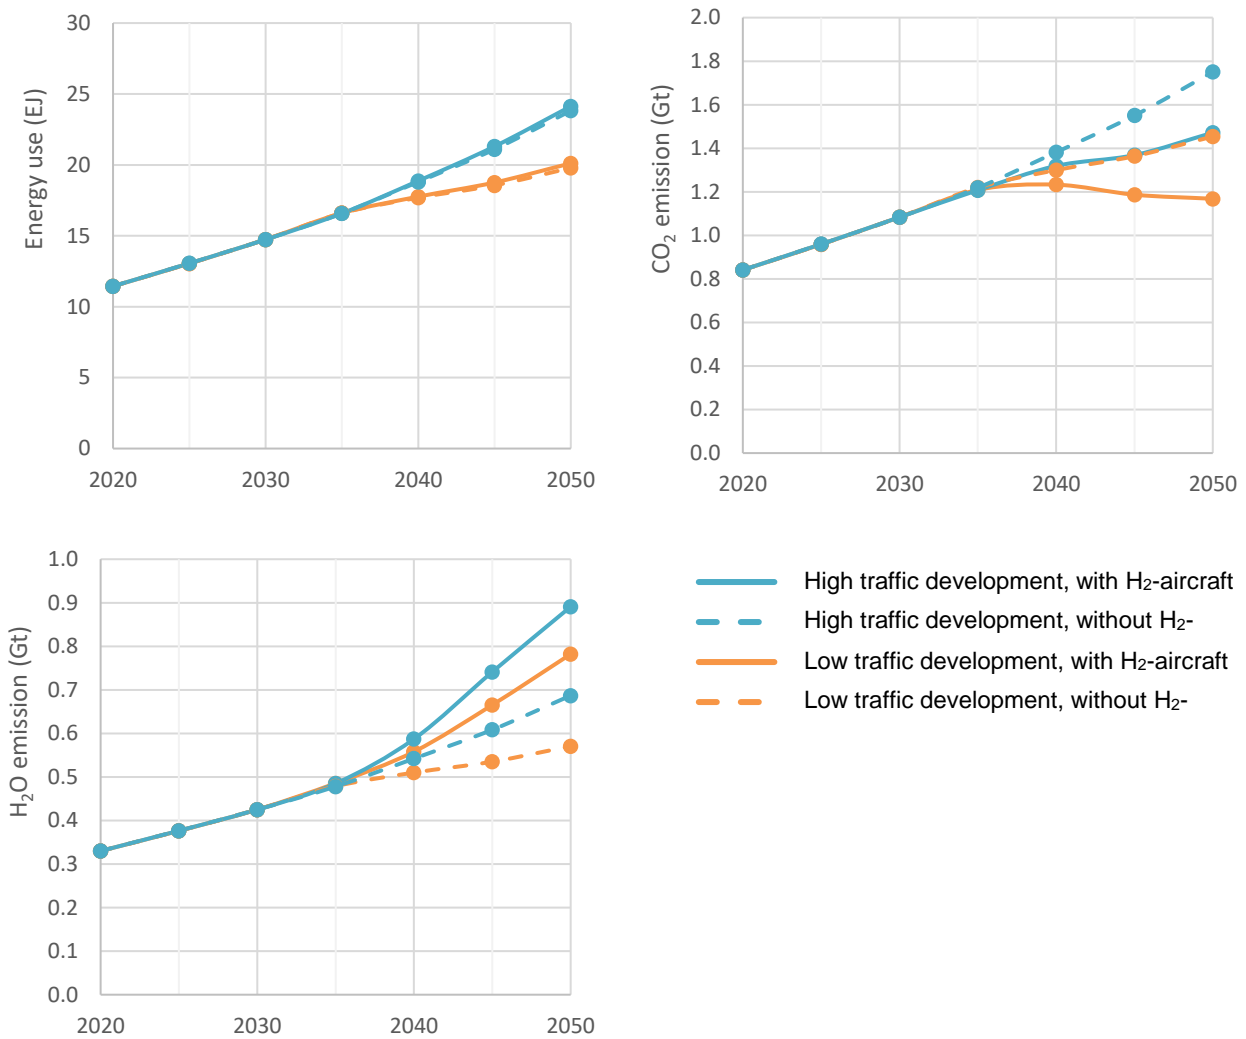 Energy use (EJ)
30
25
20
15
10
5
0
2020 2030 2040 2050
CO₂ emission (Gt)
2.0
1.8
1.6
1.4
1.2
1.0
0.8
0.6
0.4
0.2
0.0
2020 2030 2040 2050
H₂O emission (Gt)
1.0
0.9
0.8
0.7
0.6
0.5
0.4
0.3
0.2
0.1
0.0
2020 2030 2040 2050
High traffic development, with H₂-aircraft
High traffic development, without H₂-
Low traffic development, with H₂-aircraft
Low traffic development, without H₂-